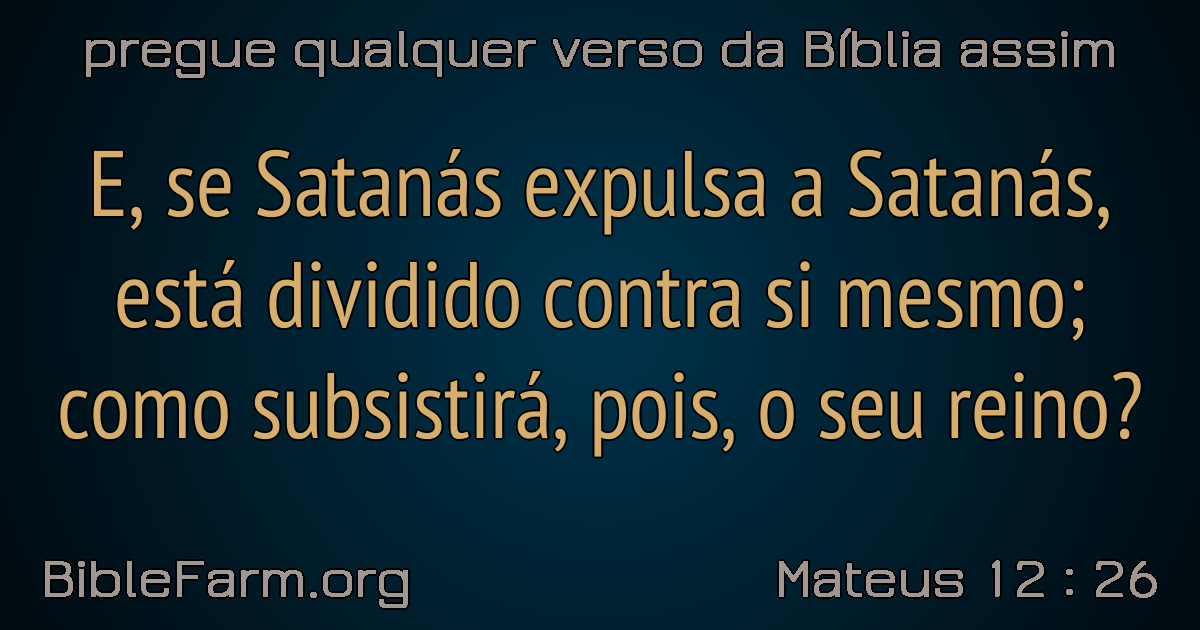 pregue qualquer verso da Bíblia assim
E, se Satanás expulsa a Satanás,
está dividido contra si mesmo;
como subsistirá, pois, o seu reino?
BibleFarm.org
Mateus 12 : 26